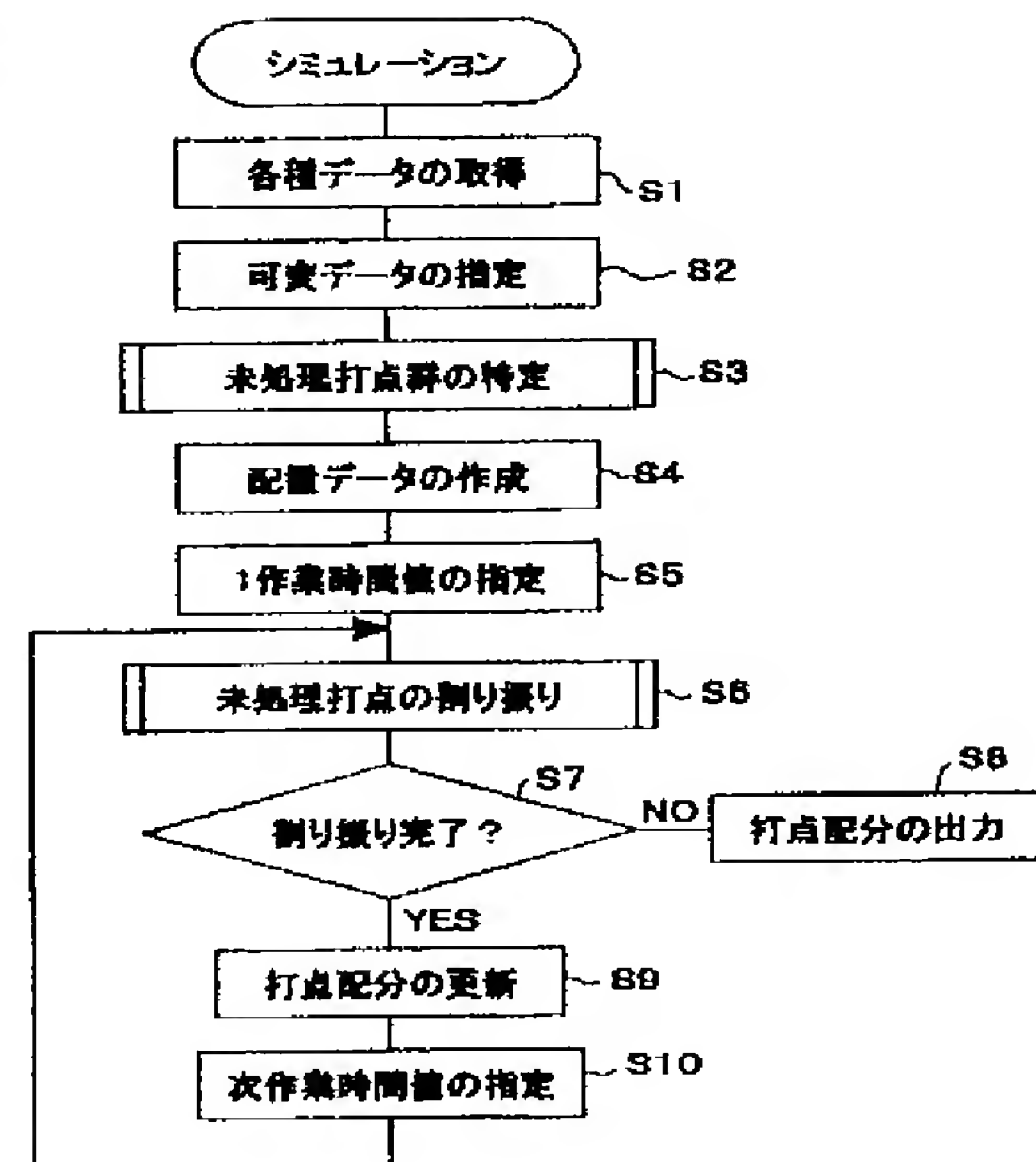 シミュレーション
各種データの取得
S1
可変データの指定
S2
未処理打点群の特定
S3
配置データの作成
S4
作業時間値の指定
S5
未処理打点の割り振り
S6
S7
割り振り完了?
NO
S8
打点配分の出力
YES
打点配分の更新
S9
次作業時間値の指定
S10